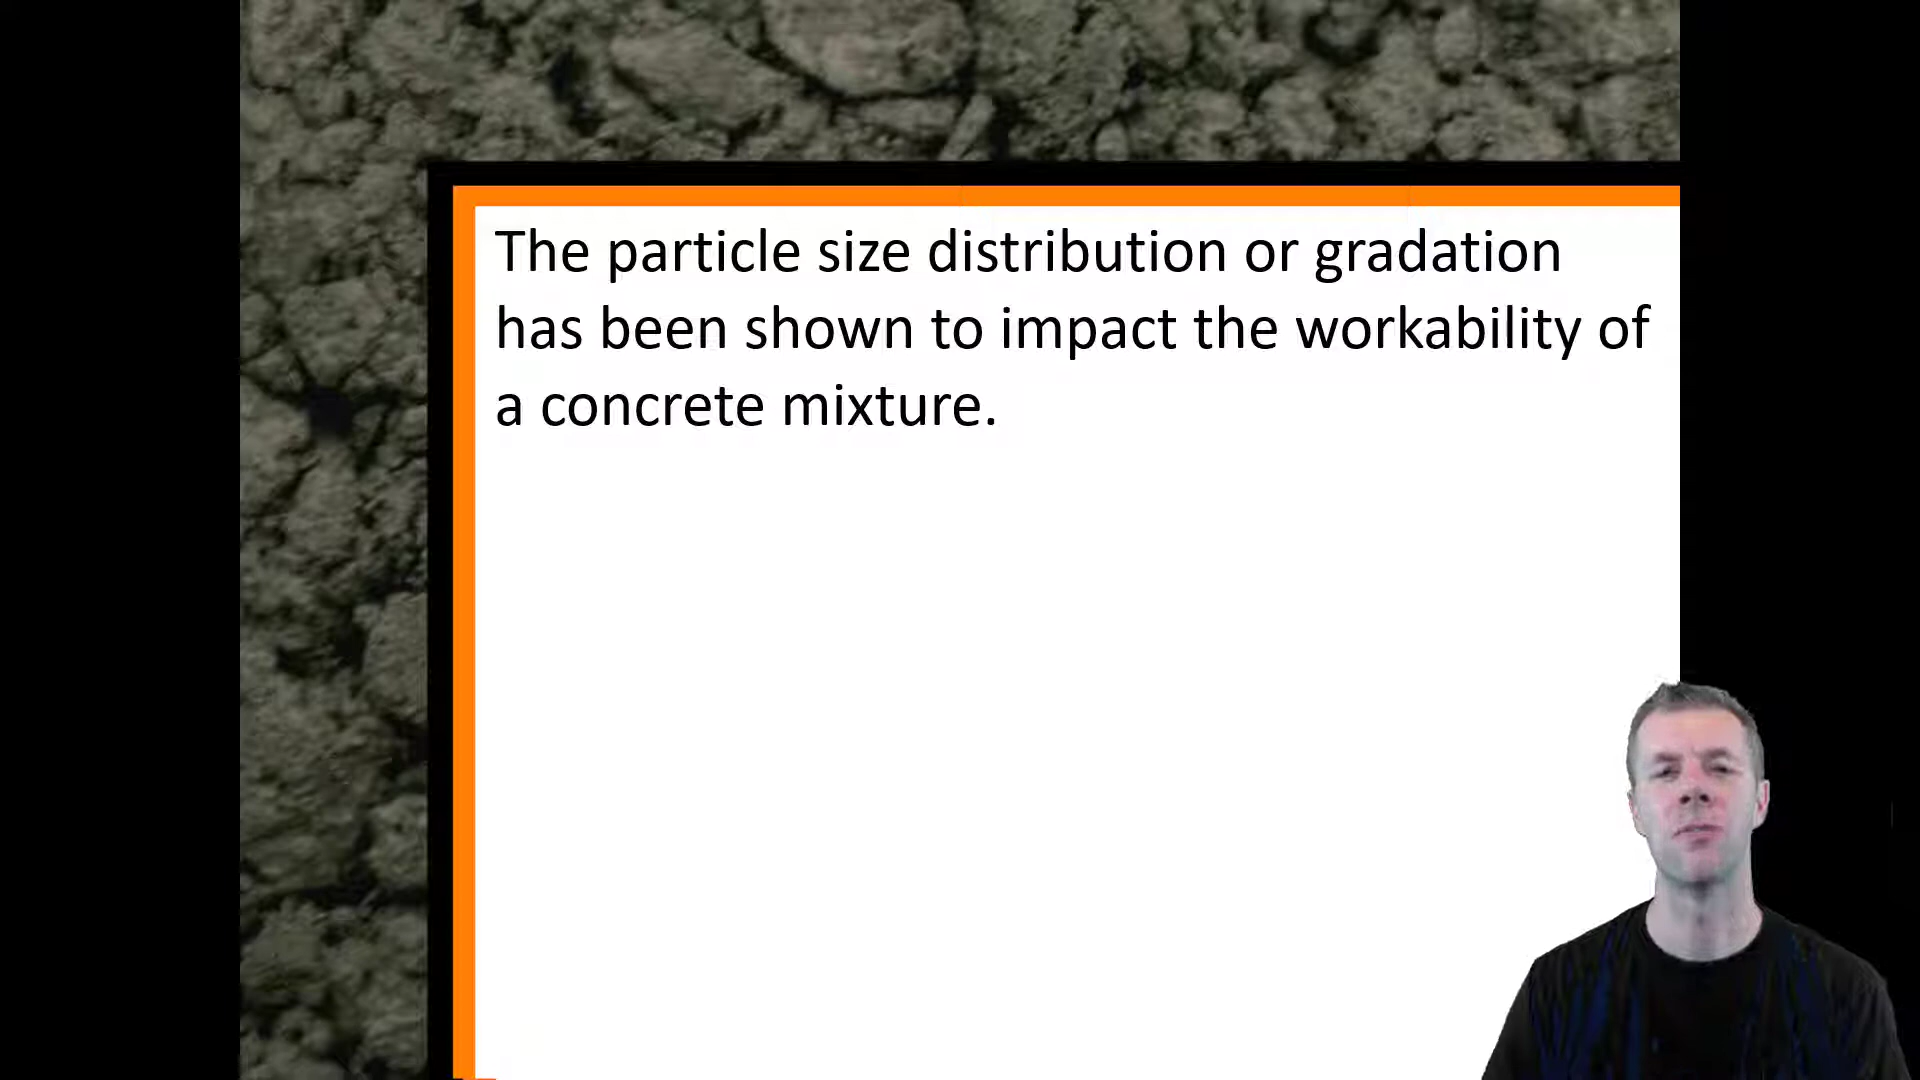 The particle size distribution or gradation
has been shown to impact the workability of
a concrete mixture.